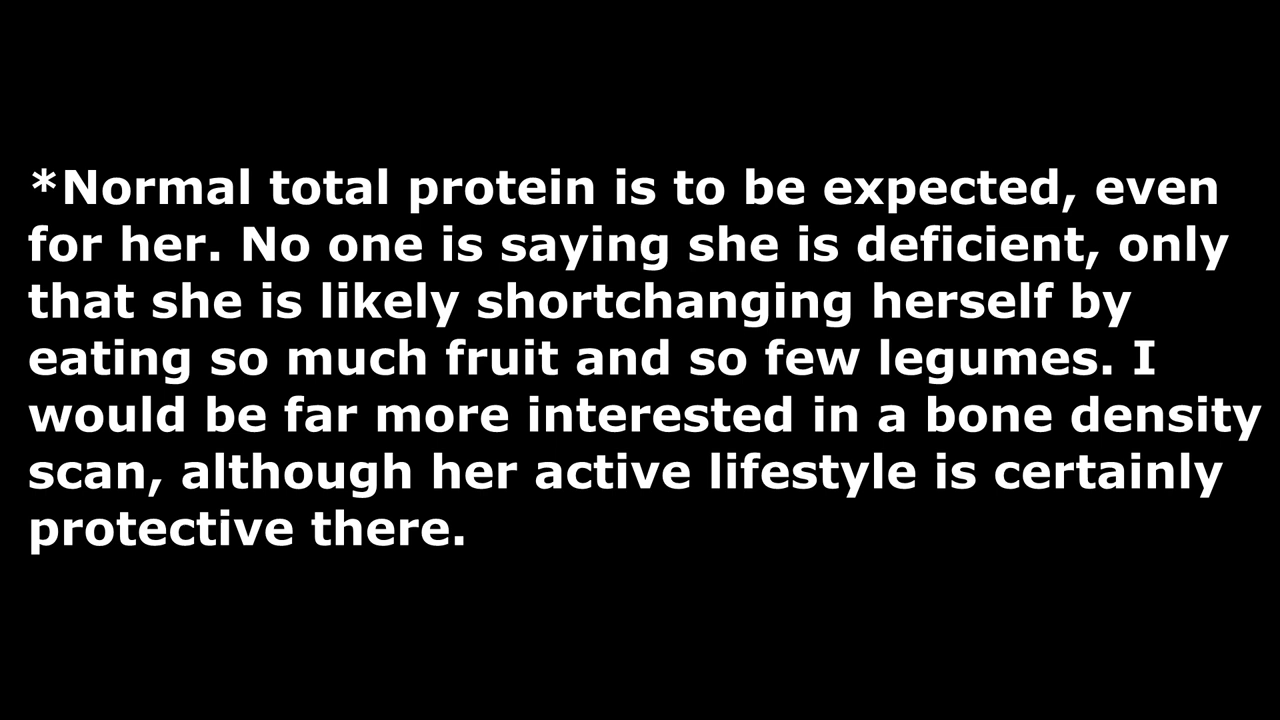 *Normal total protein is to be expected, even
for her. No one is saying she is deficient, only
that she is likely shortchanging herself by
eating so much fruit and so few legumes. I
would be far more interested in a bone density
scan, although her active lifestyle is certainly
protective there.